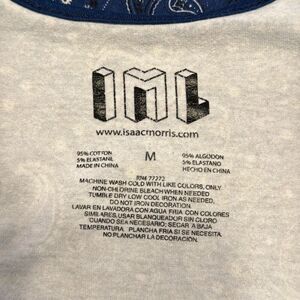 IML
www.isaacmorris.com
95% COTTON
5% ELASTANE
MADE IN CHINA
M
95% ALGODON
5% ELASTANO
HECHO EN CHINA
RN# 77272
MACHINE WASH COLD WITH LIKE COLORS, ONLY
NON-CHLORINE BLEACH WHEN NEEDED
TUMBLE DRY LOW COOL IRON AS NEEDED,
DO NOT IRON DECORATION.
LAVAR EN LAVADORA CON AGUA FRIA CON COLORES
SIMILARES, USAR BLANQUEADOR SIN CLORO
CUANDO SEA NECESARIO; SECAR A BAJA
TEMPERATURA PLANCHA FRIA SI SE NECESITA.
NO PLANCHAR LA DECORACIÓN.